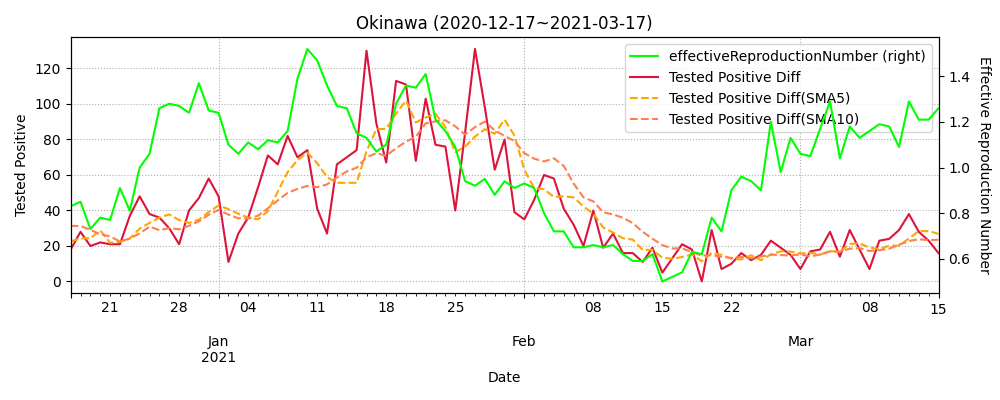 Okinawa (2020-12-17~2021-03-17)
effectiveReproductionNumber (right)
Tested Positive Diff
Tested Positive Diff(SMA5)
Tested Positive Diff(SMA10)
Tested Positive
120
100
80
60
40
20
0
1.4
1.2
1.0
0.8
0.6
Effective Reproduction Number
21 28 04 11 18 25 08 15 22 08 15
Jan Feb Mar
2021
Date